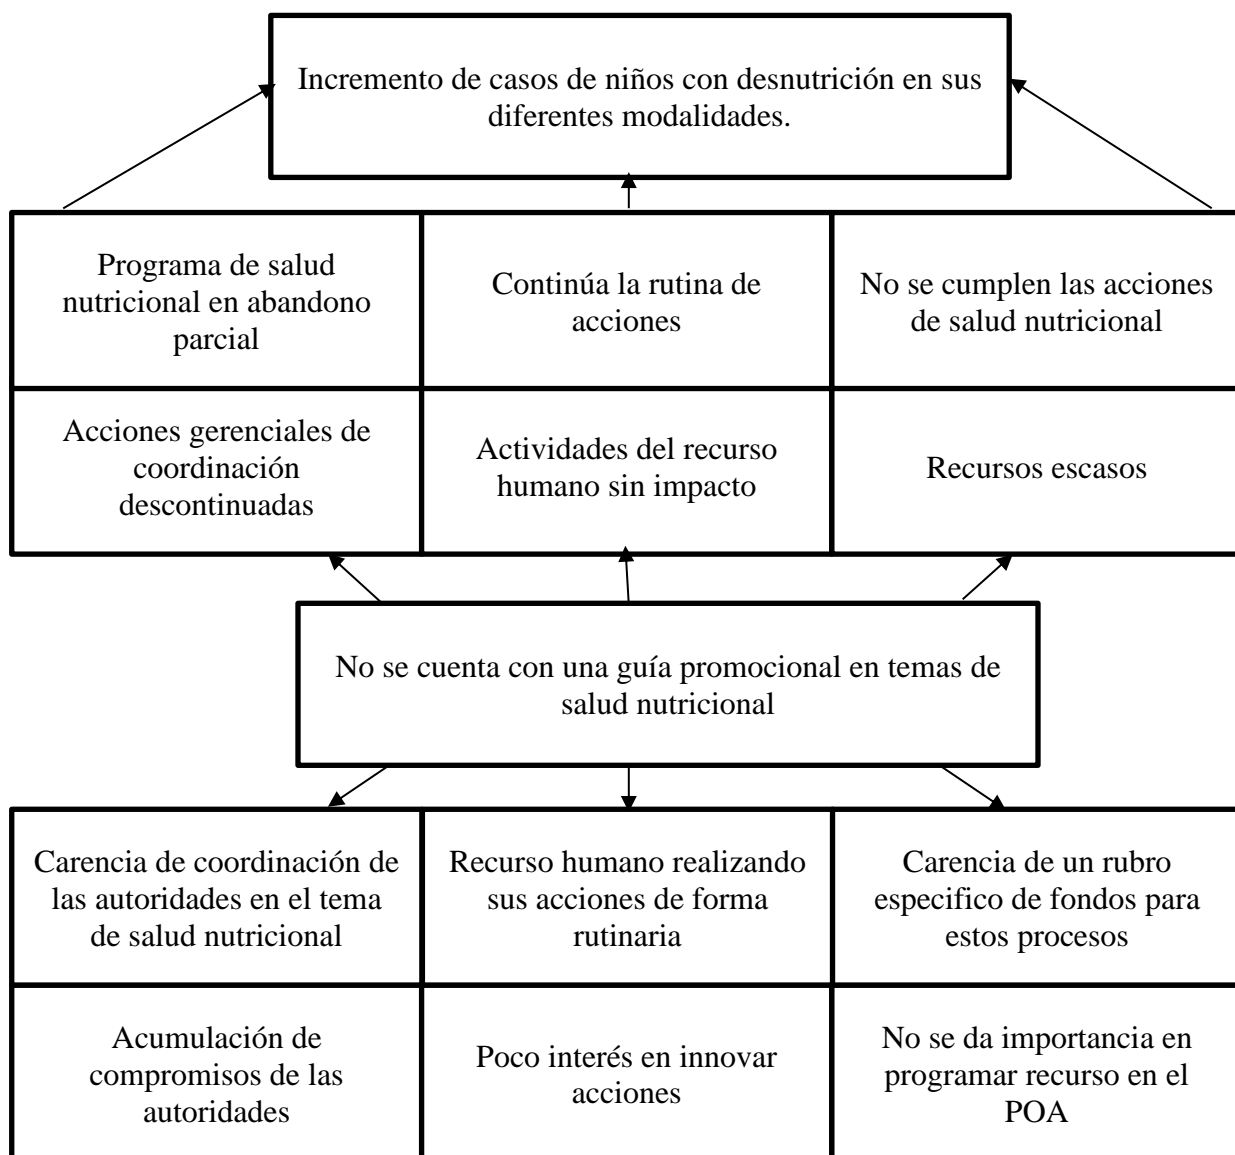 Incremento de casos de niños con desnutrición en sus
diferentes modalidades.
Programa de salud
nutricional en abandono
parcial
Continúa la rutina de
acciones
No se cumplen las acciones
de salud nutricional
Acciones gerenciales de
coordinación
descontinuadas
Actividades del recurso
humano sin impacto
Recursos escasos
No se cuenta con una guía promocional en temas de
salud nutricional
Carencia de coordinación de
las autoridades en el tema
de salud nutricional
Recurso humano realizando
sus acciones de forma
rutinaria
Carencia de un rubro
especifico de fondos para
estos procesos
Acumulación de
compromisos de las
autoridades
Poco interés en innovar
acciones
No se da importancia en
programar recurso en el
POA